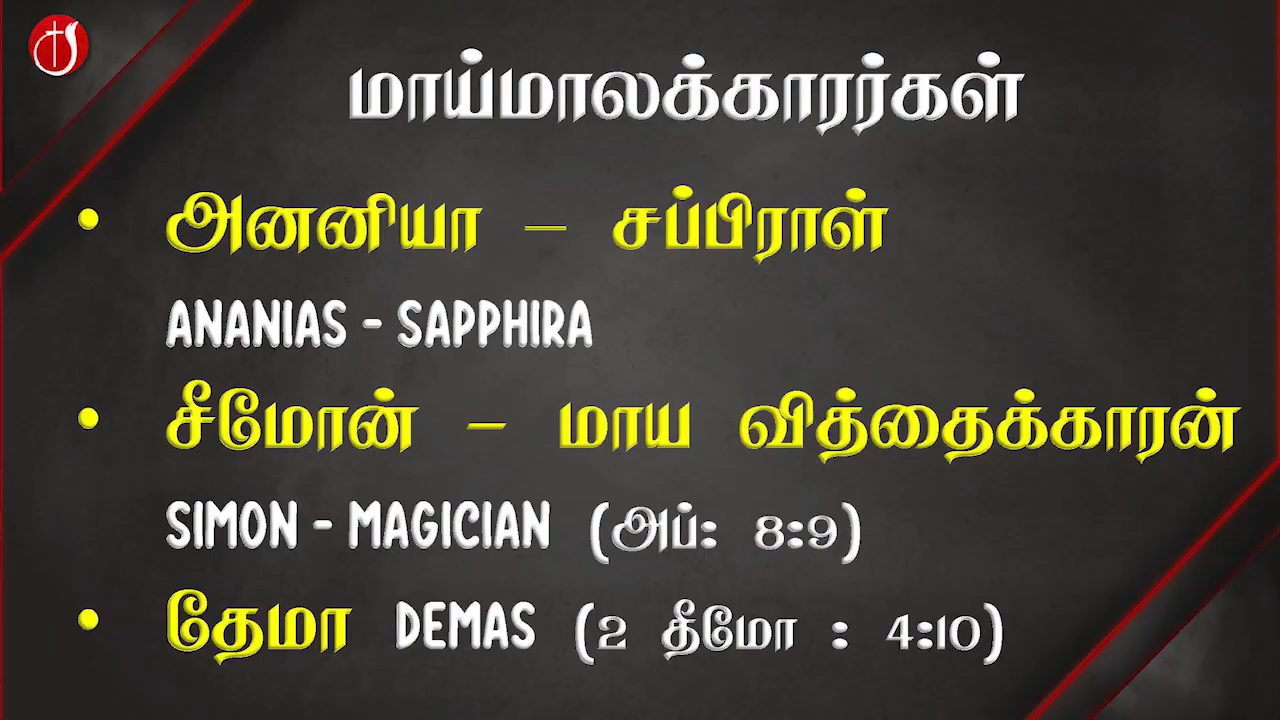 மாய்மாலக்காரர்கள்
• அனனியா – சப்பிராள்
ANANIAS - SAPPHIRA
• சீமோன் – மாய வித்தைக்காரன்
SIMON - MAGICIAN (அப்: 8:9)
• தேமா DEMAS (2 தீமோ : 4:10)